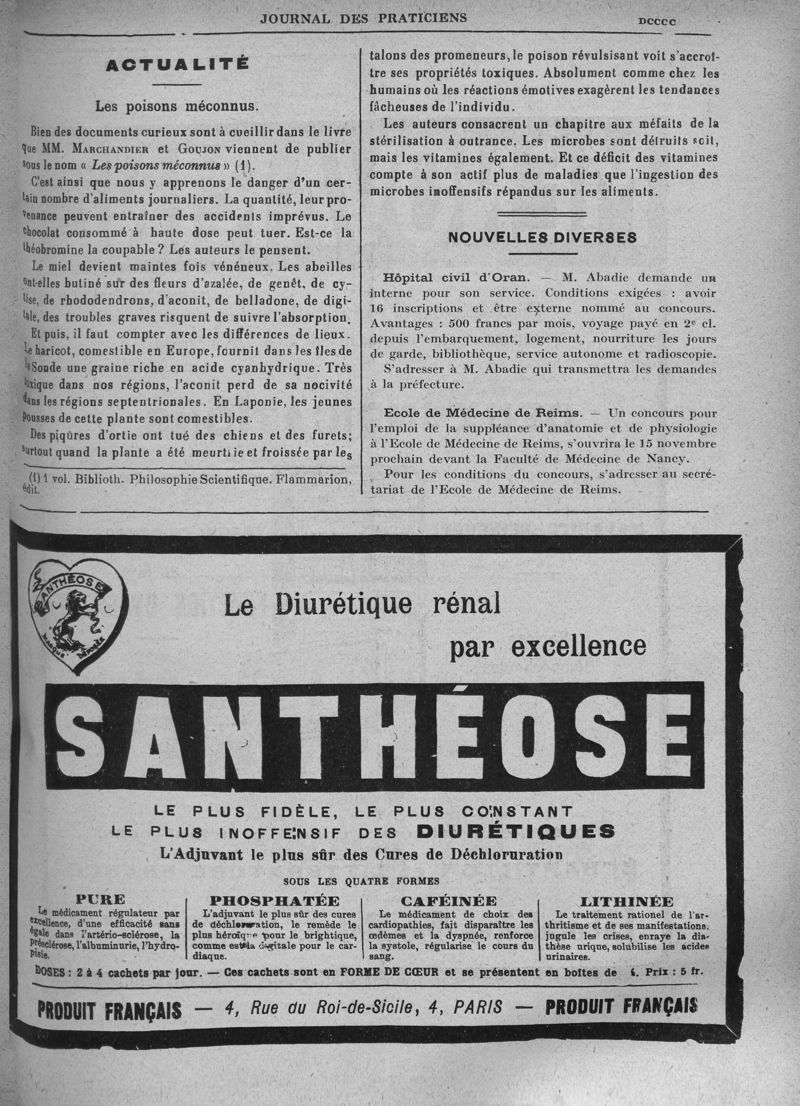 JOURNAL DES PRATICIENS
DCCCC
ACTUALITÉ
Les poisons méconnus.
Bien des documents curieux sont à cueillir dans le livre
que MM. MARCHANDIER et GOUJON viennent de publier
sous le nom « Les poisons méconnus » (1).
C'est ainsi que nous y apprenons le danger d'un cer-
tain nombre d'aliments journaliers. La quantité, leur pro-
venance peuvent entraîner des accidents imprévus. Le
chocolat consommé à haute dose peut tuer. Est-ce la
théobromine la coupable ? Les auteurs le pensent.
Le miel devient maintes fois vénéneux. Les abeilles
ont-elles butiné sur des fleurs d'azalée, de genêt, de cy-
tise, de rhododendrons, d'aconit, de belladone, de digi-
tale, des troubles graves risquent de suivre l'absorption.
Et puis, il faut compter avec les différences de lieux.
Le haricot, comestible en Europe, fournit dans les îles de
la Sonde une graine riche en acide cyanhydrique. Très
toxique dans nos régions, l'aconit perd de sa nocivité
dans les régions septentrionales. En Laponie, les jeunes
pousses de cette plante sont comestibles.
Des piqûres d'ortie ont tué des chiens et des furets;
surtout quand la plante a été meurtrie et froissée par les
(1) 1 vol. Biblioth. Philosophie Scientifique. Flammarion,
édit.
talons des promeneurs, le poison révulsisant voit s'accroî-
tre ses propriétés toxiques. Absolument comme chez les
humains où les réactions émotives exagèrent les tendances
fâcheuses de l'individu.
Les auteurs consacrent un chapitre aux méfaits de la
stérilisation à outrance. Les microbes sont détruits soit,
mais les vitamines également. Et ce déficit des vitamines
compte à son actif plus de maladies que l'ingestion des
microbes inoffensifs répandus sur les aliments.
NOUVELLES DIVERSES
Hôpital civil d'Oran. — M. Abadie demande un
interne pour son service. Conditions exigées : avoir
16 inscriptions et être externe nommé au concours.
Avantages : 500 francs par mois, voyage payé en 2e cl.
depuis l'embarquement, logement, nourriture les jours
de garde, bibliothèque, service autonome et radioscopie.
S'adresser à M. Abadie qui transmettra les demandes
à la préfecture.
Ecole de Médecine de Reims. — Un concours pour
l'emploi de la suppléance d'anatomie et de physiologie
à l'Ecole de Médecine de Reims, s'ouvrira le 15 novembre
prochain devant la Faculté de Médecine de Nancy.
Pour les conditions du concours, s'adresser au secré-
tariat de l'Ecole de Médecine de Reims.
SANTHÉOSE
MARQUE DÉPOSÉE
Le Diurétique rénal
par excellence
SANTHÉOSE
LE PLUS FIDÈLE, LE PLUS CONSTANT
LE PLUS INOFFENSIF DES DIURÉTIQUES
L'Adjuvant le plus sûr des Cures de Déchloruration
SOUS LES QUATRE FORMES
PURE
Le médicament régulateur par
excellence, d'une efficacité sans
égale dans l'artério-sclérose, la
présclérose, l'albuminurie, l'hydro-
pisie.
PHOSPHATÉE
L'adjuvant le plus sûr des cures
de déchloruration, le remède le
plus héroïque pour le brightique,
comme est la digitale pour le car-
diaque.
CAFÉINÉE
Le médicament de choix des
cardiopathies, fait disparaître les
œdèmes et la dyspnée, renforce
la systole, régularise le cours du
sang.
LITHINÉE
Le traitement rationel de l'ar-
thritisme et de ses manifestations,
jugule les crises, enraye la dia-
thèse urique, solubilise les acides
urinaires.
DOSES : 2 à 4 cachets par jour. — Ces cachets sont en FORME DE CŒUR et se présentent en boîtes de Prix : 5 fr.
PRODUIT FRANÇAIS — 4, Rue du Roi-de-Sicile, 4, PARIS — PRODUIT FRANÇAIS